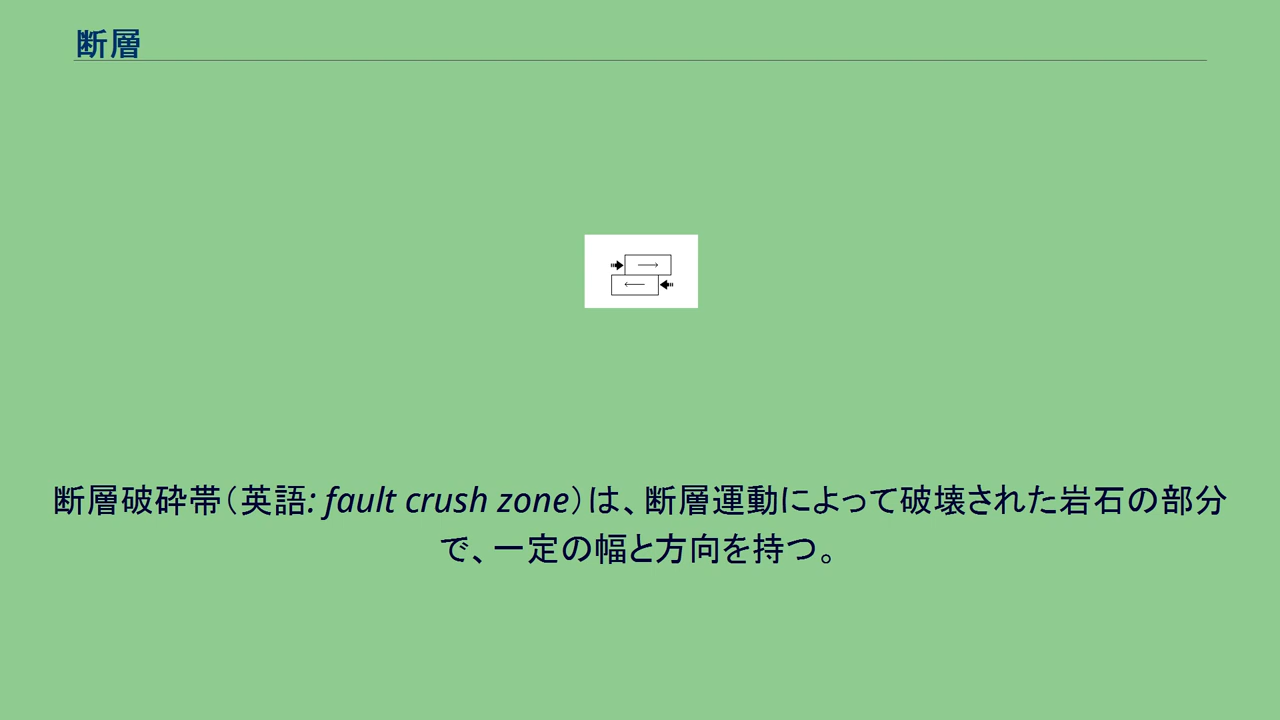 断層
断層破砕帯（英語: fault crush zone）は、断層運動によって破壊された岩石の部分
で、一定の幅と方向を持つ。